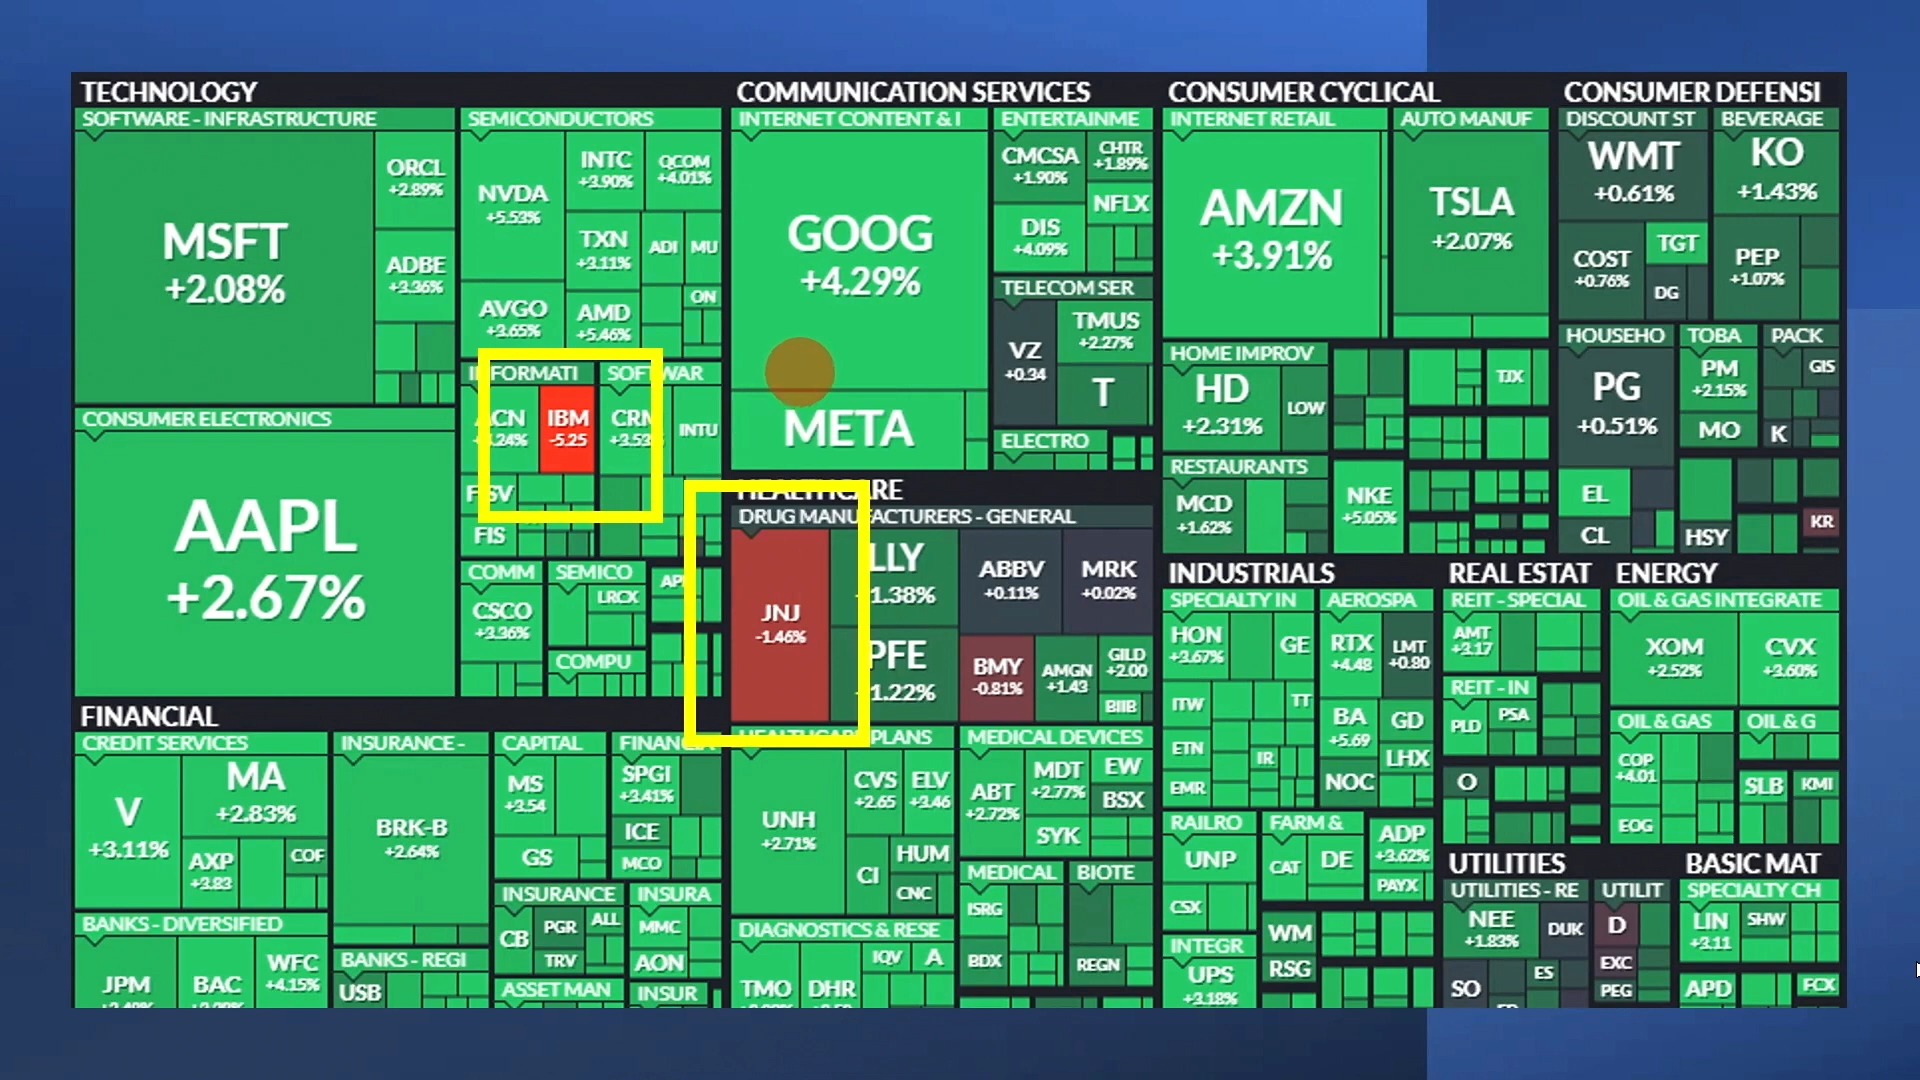 TECHNOLOGY
SOFTWARE - INFRASTRUCTURE
MSFT
+2.08%
ORCL
+2.89%
ADBE
+3.36%
CONSUMER ELECTRONICS
AAPL
+2.67%
SEMICONDUCTORS
NVDA
+5.53%
INTC
+3.90%
QCOM
+4.01%
TXN
+3.11%
ADI
MU
AVGO
+3.65%
AMD
+5.46%
ON
INFORMATI
ACN
IBM
-5.25
FISV
FIS
SOFTWAR
CRM
+3.53
INTU
COMM
CSCO
+3.36%
SEMICO
LRCX
COMPU
COMMUNICATION SERVICES
INTERNET CONTENT & I
GOOG
+4.29%
META
ENTERTAINME
CMCSA
+1.90%
CHTR
+1.89%
DIS
+4.09%
NFLX
TELECOM SER
VZ
+0.34
TMUS
+2.27%
T
ELECTRO
CONSUMER CYCLICAL
INTERNET RETAIL
AMZN
+3.91%
AUTO MANUF
TSLA
+2.07%
HOME IMPROV
HD
+2.31%
LOW
TJX
RESTAURANTS
MCD
+1.62%
NKE
+5.05%
CONSUMER DEFENSI
DISCOUNT ST
WMT
+0.61%
COST
+0.76%
TGT
DG
BEVERAGE
KO
+1.43%
PEP
+1.07%
HOUSEHO
PG
+0.51%
EL
CL
TOBA
PM
+2.15%
MO
PACK
GIS
K
HSY
KR
HEALTHCARE
DRUG MANUFACTURERS - GENERAL
JNJ
-1.46%
LLY
1.38%
ABBV
+0.11%
MRK
+0.02%
PFE
1.22%
BMY
-0.81%
AMGN
+1.43
GILD
+2.00
BIIB
HEALTHCARE PLANS
UNH
+2.71%
CVS
+2.65
ELV
+3.46
CI
HUM
CNC
MEDICAL DEVICES
ABT
+2.72%
MDT
+2.77%
EW
BSX
SYK
MEDICAL
ISRG
BDX
BIOTE
REGN
DIAGNOSTICS & RESE
TMO
DHR
IQV
A
FINANCIAL
CREDIT SERVICES
V
+3.11%
MA
+2.83%
AXP
+3.83
COF
INSURANCE -
BRK-B
+2.64%
CAPITAL
MS
+3.54
GS
FINANCIA
SPGI
+3.41%
ICE
MCO
INSURANCE
CB
PGR
ALL
TRV
INSURA
MMC
AON
BANKS - DIVERSIFIED
JPM
BAC
WFC
+4.15%
BANKS - REGI
USB
ASSET MAN
INSUR
INDUSTRIALS
SPECIALTY IN
HON
+3.67%
GE
ITW
TT
ETN
IR
EMR
AEROSPA
RTX
+4.48
LMT
+0.80
BA
+5.69
GD
NOC
LHX
RAILRO
UNP
CSX
FARM &
CAT
DE
ADP
+3.62%
PAYX
WM
RSG
INTEGR
UPS
+3.18%
REAL ESTAT
REIT - SPECIAL
AMT
+3.17
REIT - IN
PLD
PSA
O
ENERGY
OIL & GAS INTEGRATE
XOM
+2.52%
CVX
+3.60%
OIL & GAS
COP
+4.01
EOG
OIL & G
SLB
KMI
UTILITIES
UTILITIES - RE
NEE
+1.83%
DUK
SO
ES
UTILIT
D
EXC
PEG
BASIC MAT
SPECIALTY CH
LIN
+3.11
SHW
APD
FCX